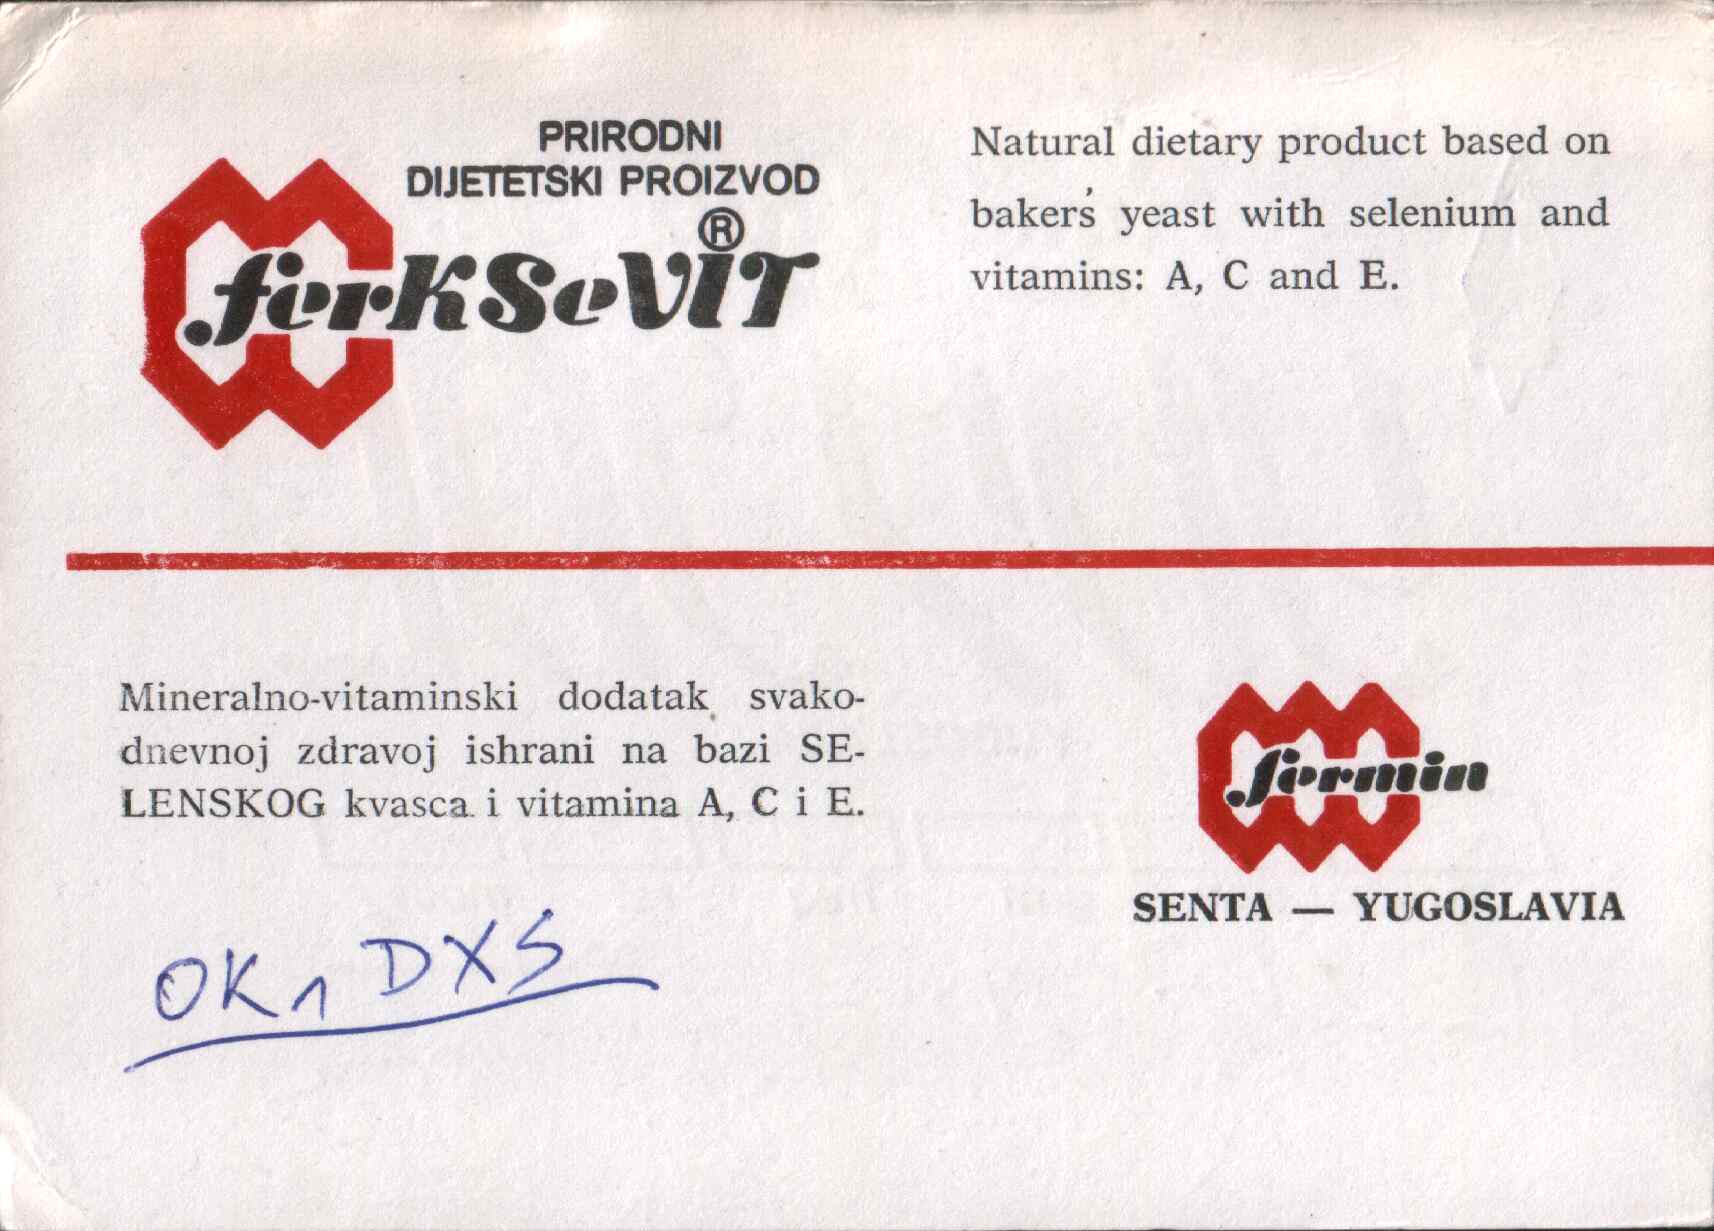 PRIRODNI
DIJETETSKI PROIZVOD
ferKSeVIT®
Natural dietary product based on
baker's yeast with selenium and
vitamins: A, C and E.
Mineralno-vitaminski dodatak svako-
dnevnoj zdravoj ishrani na bazi SE-
LENSKOG kvasca i vitamina A, C i E.
fermin
SENTA — YUGOSLAVIA
OK1DXS